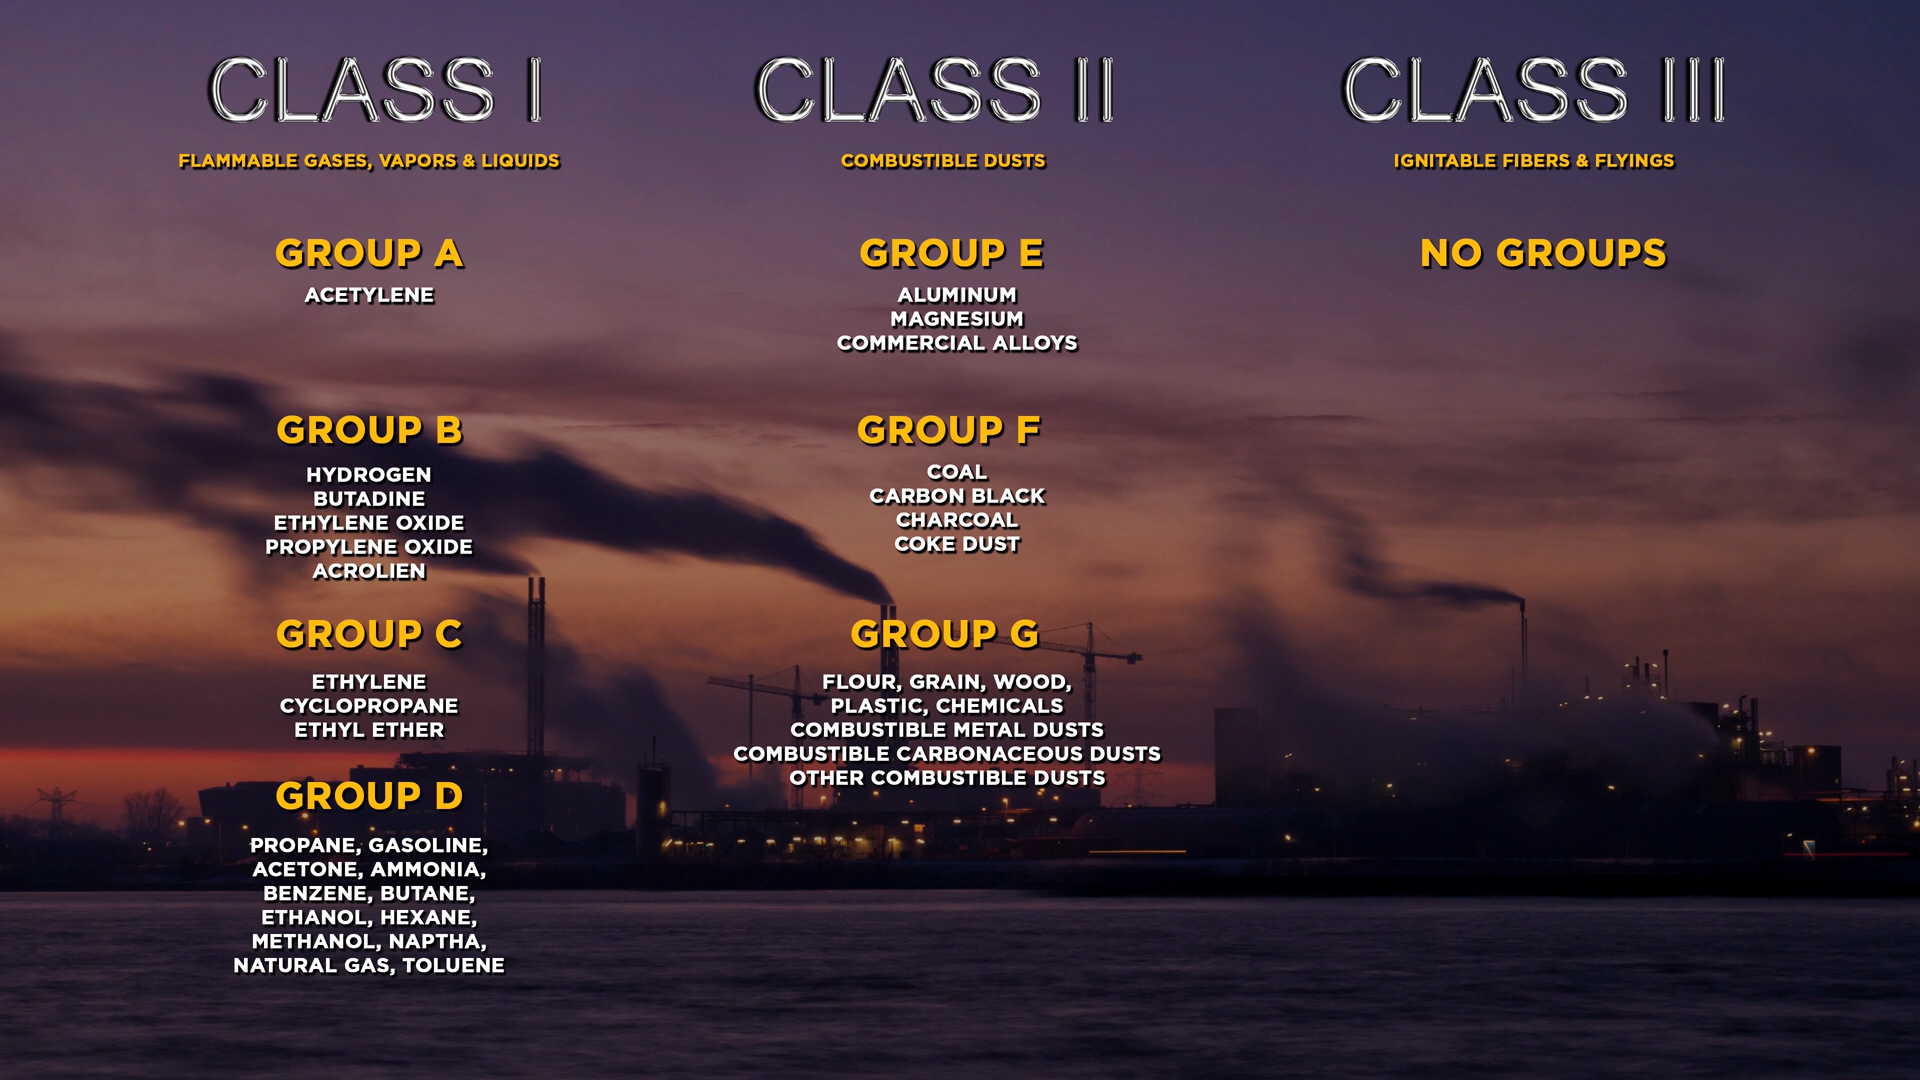 CLASS I
FLAMMABLE GASES, VAPORS & LIQUIDS
GROUP A
ACETYLENE
GROUP B
HYDROGEN
BUTADINE
ETHYLENE OXIDE
PROPYLENE OXIDE
ACROLIEN
GROUP C
ETHYLENE
CYCLOPROPANE
ETHYL ETHER
GROUP D
PROPANE, GASOLINE,
ACETONE, AMMONIA,
BENZENE, BUTANE,
ETHANOL, HEXANE,
METHANOL, NAPTHA,
NATURAL GAS, TOLUENE
CLASS II
COMBUSTIBLE DUSTS
GROUP E
ALUMINUM
MAGNESIUM
COMMERCIAL ALLOYS
GROUP F
COAL
CARBON BLACK
CHARCOAL
COKE DUST
GROUP G
FLOUR, GRAIN, WOOD,
PLASTIC, CHEMICALS
COMBUSTIBLE METAL DUSTS
COMBUSTIBLE CARBONACEOUS DUSTS
OTHER COMBUSTIBLE DUSTS
CLASS III
IGNITABLE FIBERS & FLYINGS
NO GROUPS